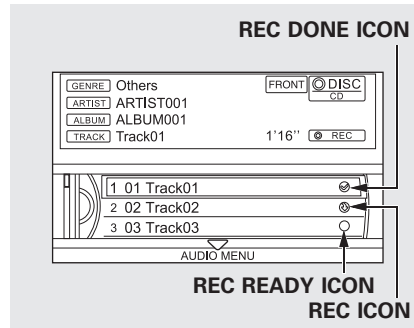 REC DONE ICON
GENRE Others FRONT DISC
CD
ARTIST ARTIST001
ALBUM ALBUM001
TRACK Track01 1'16'' REC
1 01 Track01
2 02 Track02
3 03 Track03
AUDIO MENU
REC READY ICON
REC ICON